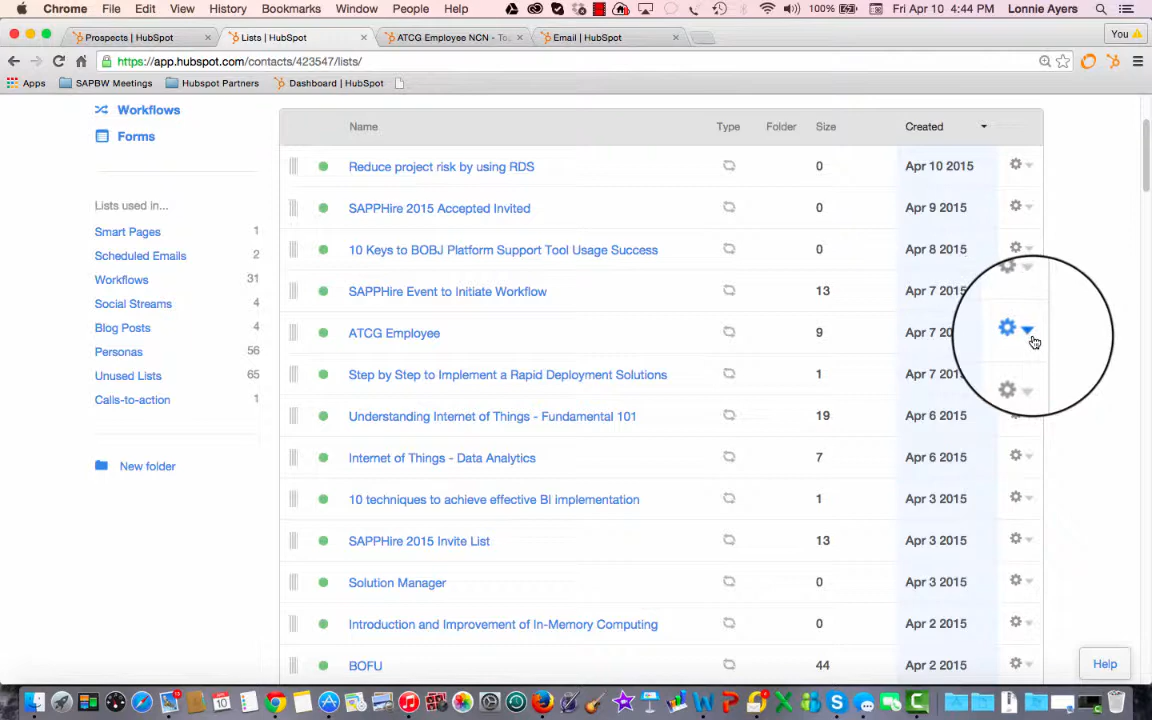 Chrome File Edit View History Bookmarks Window People Help 100% Fri Apr 10 4:44 PM Lonnie Ayers
Prospects | HubSpot × Lists | HubSpot × ATCG Employee NCN - To × Email | HubSpot × You
https://app.hubspot.com/contacts/423547/lists/
Apps SAPBW Meetings Hubspot Partners Dashboard | HubSpot
Workflows
Forms
Lists used in...
Smart Pages 1
Scheduled Emails 2
Workflows 31
Social Streams 4
Blog Posts 4
Personas 56
Unused Lists 65
Calls-to-action 1
New folder
Name Type Folder Size Created
Reduce project risk by using RDS 0 Apr 10 2015
SAPPHire 2015 Accepted Invited 0 Apr 9 2015
10 Keys to BOBJ Platform Support Tool Usage Success 0 Apr 8 2015
SAPPHire Event to Initiate Workflow 13 Apr 7 2015
ATCG Employee 9 Apr 7 20
Step by Step to Implement a Rapid Deployment Solutions 1 Apr 7 201
Understanding Internet of Things - Fundamental 101 19 Apr 6 2015
Internet of Things - Data Analytics 7 Apr 6 2015
10 techniques to achieve effective BI implementation 1 Apr 3 2015
SAPPHire 2015 Invite List 13 Apr 3 2015
Solution Manager 0 Apr 3 2015
Introduction and Improvement of In-Memory Computing 0 Apr 2 2015
BOFU 44 Apr 2 2015
Help